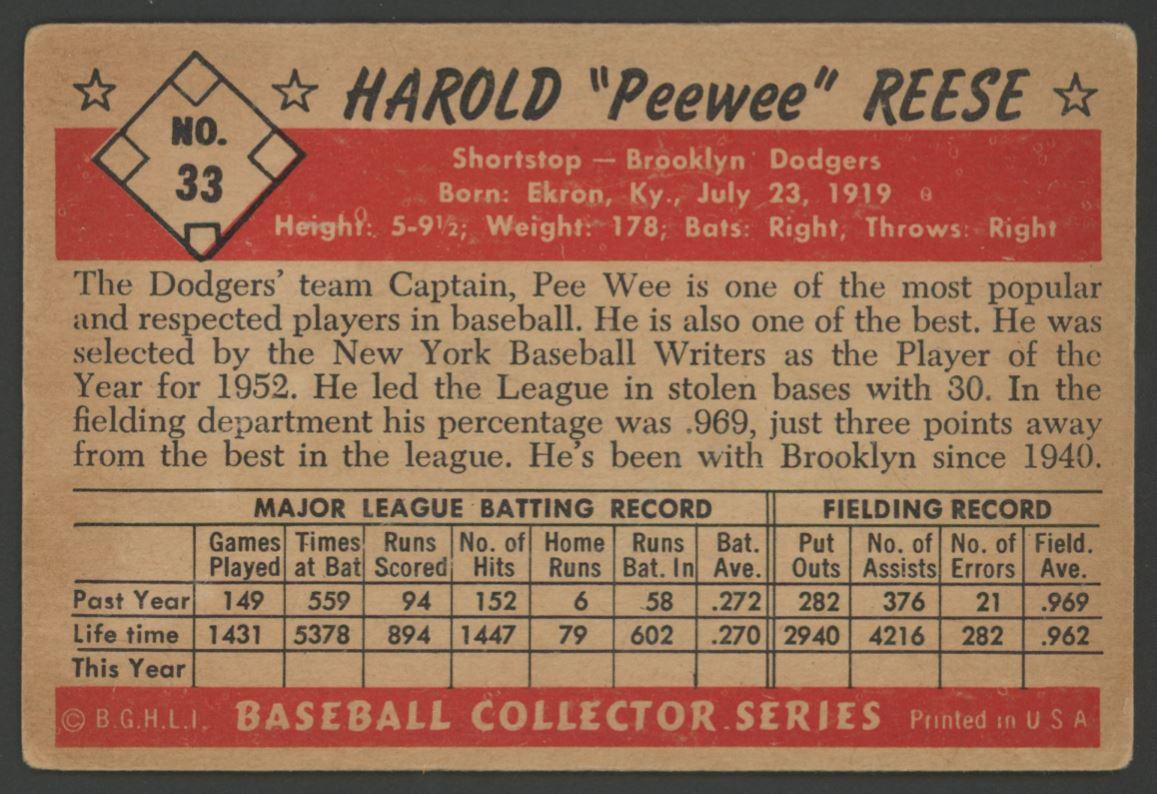 HAROLD "Peewee" REESE
NO.
33
Shortstop — Brooklyn Dodgers
Born: Ekron, Ky., July 23, 1919
Height: 5-9½; Weight: 178; Bats: Right, Throws: Right
The Dodgers' team Captain, Pee Wee is one of the most popular
and respected players in baseball. He is also one of the best. He was
selected by the New York Baseball Writers as the Player of the
Year for 1952. He led the League in stolen bases with 30. In the
fielding department his percentage was .969, just three points away
from the best in the league. He's been with Brooklyn since 1940.
MAJOR LEAGUE BATTING RECORD FIELDING RECORD
Games Times Runs No. of Home Runs Bat. Put No. of No. of Field.
Played at Bat Scored Hits Runs Bat. In Ave. Outs Assists Errors Ave.
Past Year 149 559 94 152 6 58 .272 282 376 21 .969
Life time 1431 5378 894 1447 79 602 .270 2940 4216 282 .962
This Year
© B.G.H.L.I. BASEBALL COLLECTOR SERIES Printed in U S A